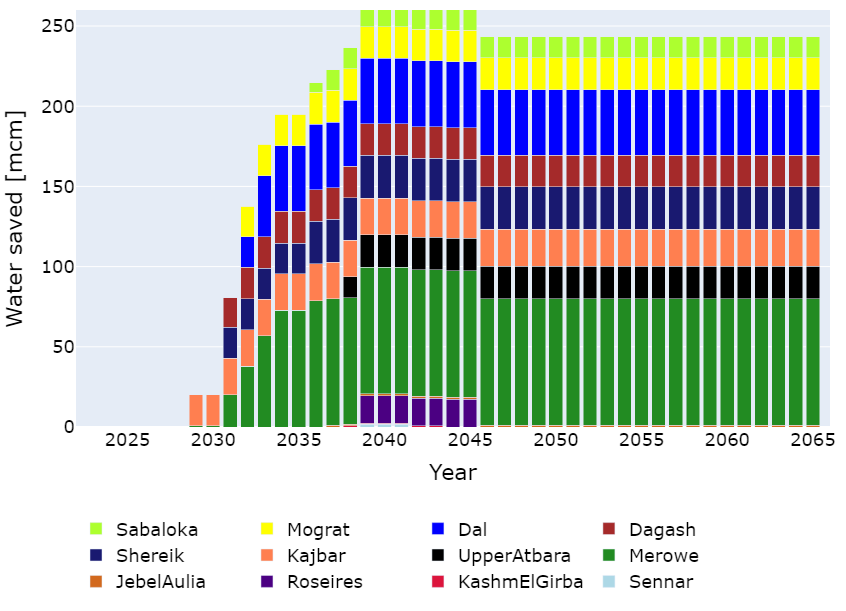 250
200
150
100
50
0
Water saved [mcm]
2025 2030 2035 2040 2045 2050 2055 2060 2065
Year
Sabaloka Mograt Dal Dagash
Shereik Kajbar UpperAtbara Merowe
JebelAulia Roseires KashmElGirba Sennar